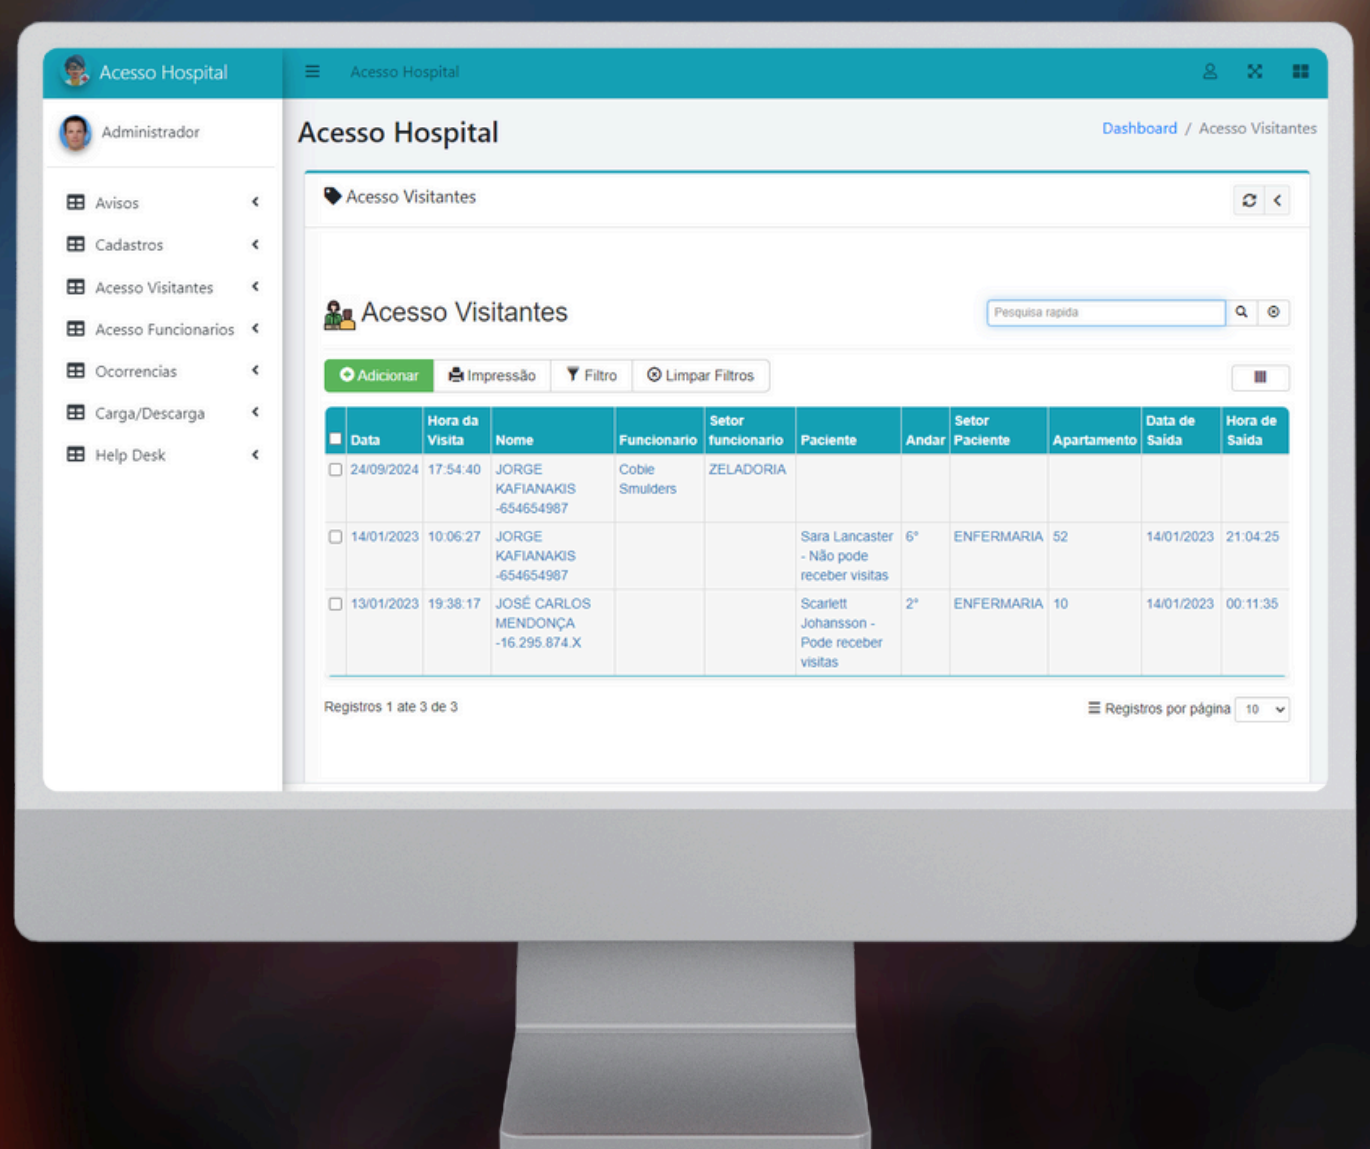 Acesso Hospital
Acesso Hospital
Administrador
Acesso Hospital
Dashboard / Acesso Visitantes
Avisos
Cadastros
Acesso Visitantes
Acesso Funcionarios
Ocorrencias
Carga/Descarga
Help Desk
Acesso Visitantes
Acesso Visitantes
Pesquisa rapida
Adicionar Impressão Filtro Limpar Filtros
Data Hora da Visita Nome Funcionario Setor funcionario Paciente Andar Setor Paciente Apartamento Data de Saída Hora de Saída
24/09/2024 17:54:40 JORGE KAFIANAKIS -654654987 Cobie Smulders ZELADORIA
14/01/2023 10:06:27 JORGE KAFIANAKIS -654654987 Sara Lancaster - Não pode receber visitas 6° ENFERMARIA 52 14/01/2023 21:04:25
13/01/2023 19:38:17 JOSÉ CARLOS MENDONÇA -16.295.874.X Scarlett Johansson - Pode receber visitas 2° ENFERMARIA 10 14/01/2023 00:11:35
Registros 1 ate 3 de 3
Registros por página 10